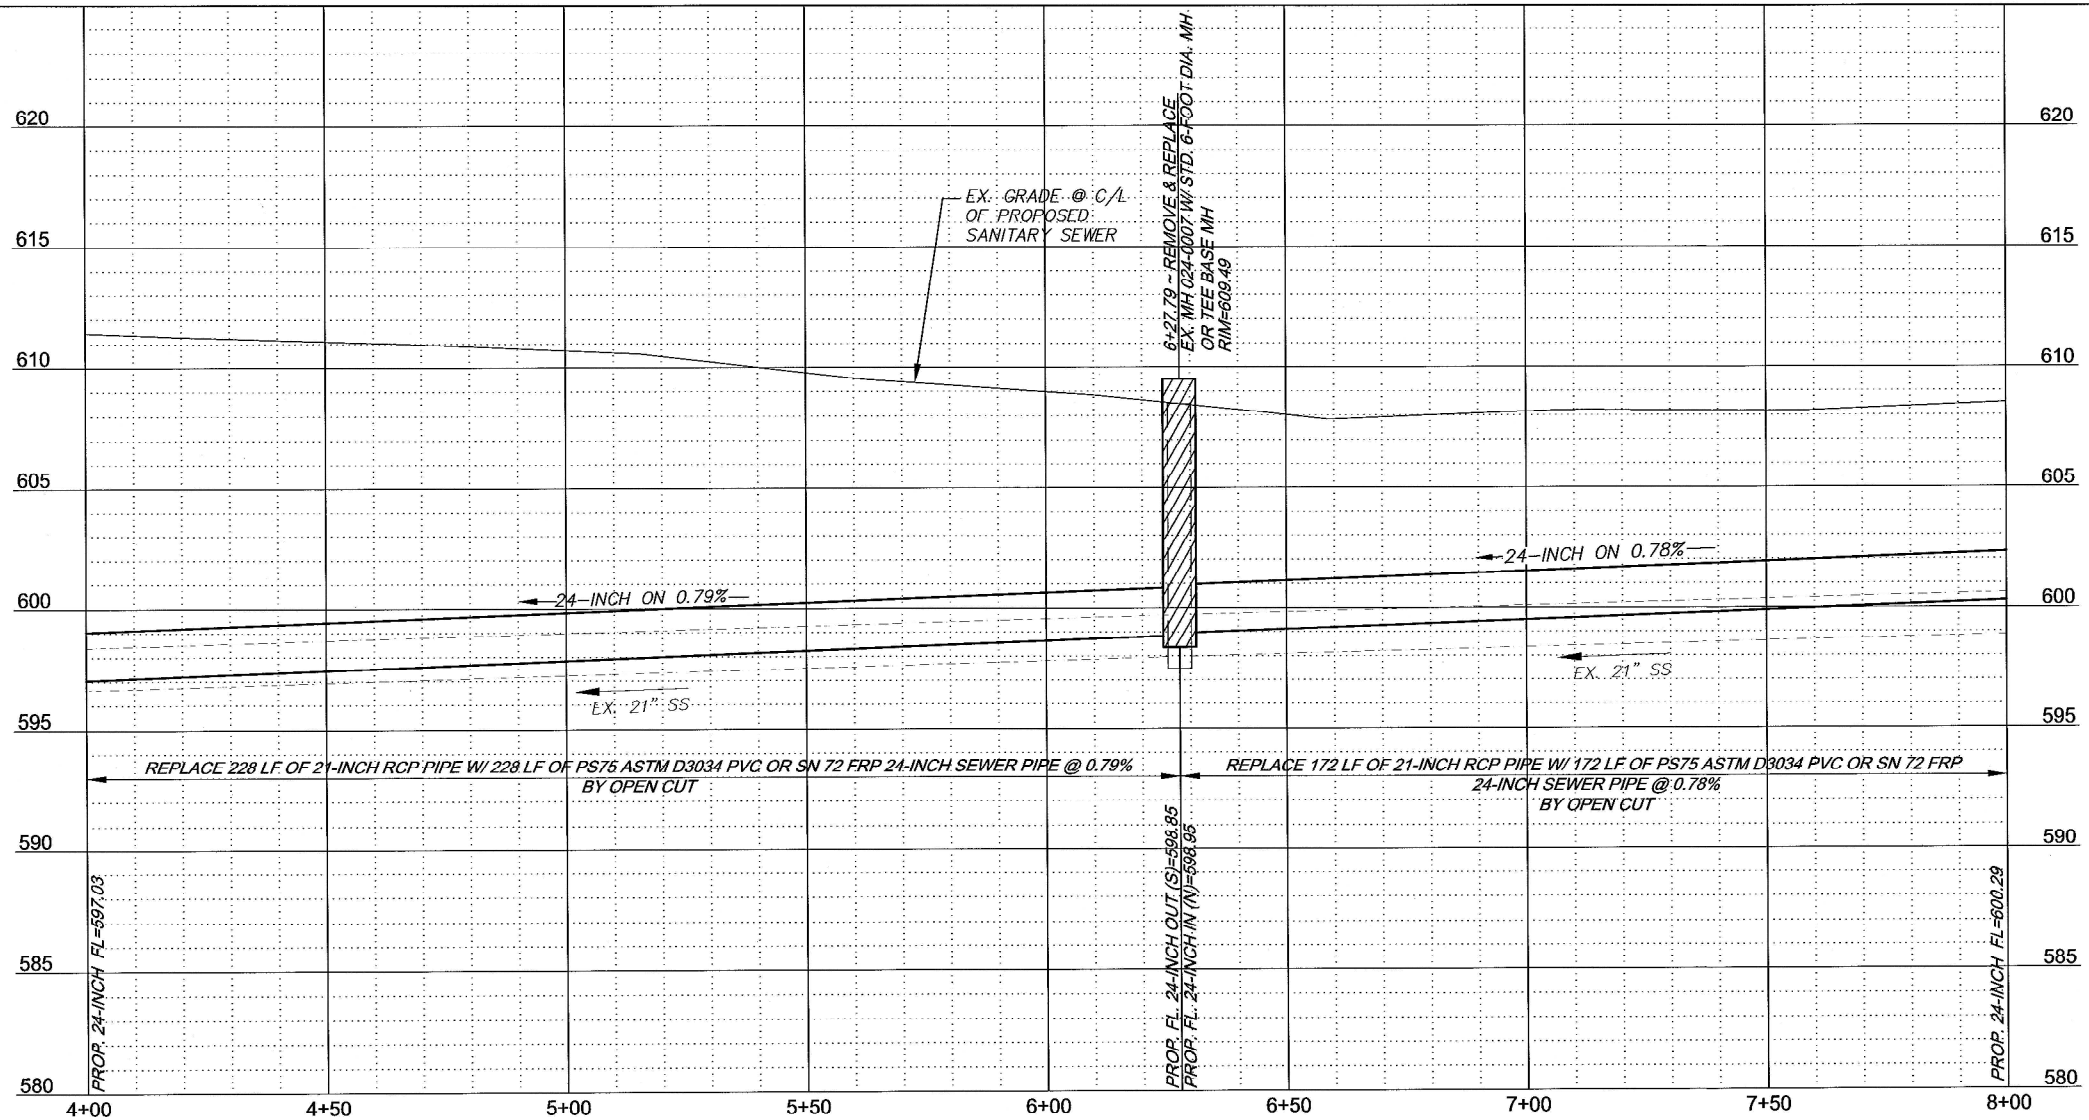 620
615
610
605
600
595
590
585
580
620
615
610
605
600
595
590
585
580
6+27.79 ~ REMOVE & REPLACE
EX. MH 024-0007 W/ STD. 6-FOOT DIA. MH
OR TEE BASE MH
RIM=609.49
EX. GRADE @ C/L
OF PROPOSED
SANITARY SEWER
24-INCH ON 0.79%
24-INCH ON 0.78%
EX. 21" SS
EX. 21" SS
REPLACE 228 LF OF 21-INCH RCP PIPE W/ 228 LF OF PS75 ASTM D3034 PVC OR SN 72 FRP 24-INCH SEWER PIPE @ 0.79%
BY OPEN CUT
REPLACE 172 LF OF 21-INCH RCP PIPE W/ 172 LF OF PS75 ASTM D3034 PVC OR SN 72 FRP
24-INCH SEWER PIPE @ 0.78%
BY OPEN CUT
PROP. 24-INCH FL=597.03
PROP. FL. 24-INCH OUT (S)=598.85
PROP. FL. 24-INCH IN (N)=598.95
PROP. 24-INCH FL=600.29
4+00
4+50
5+00
5+50
6+00
6+50
7+00
7+50
8+00